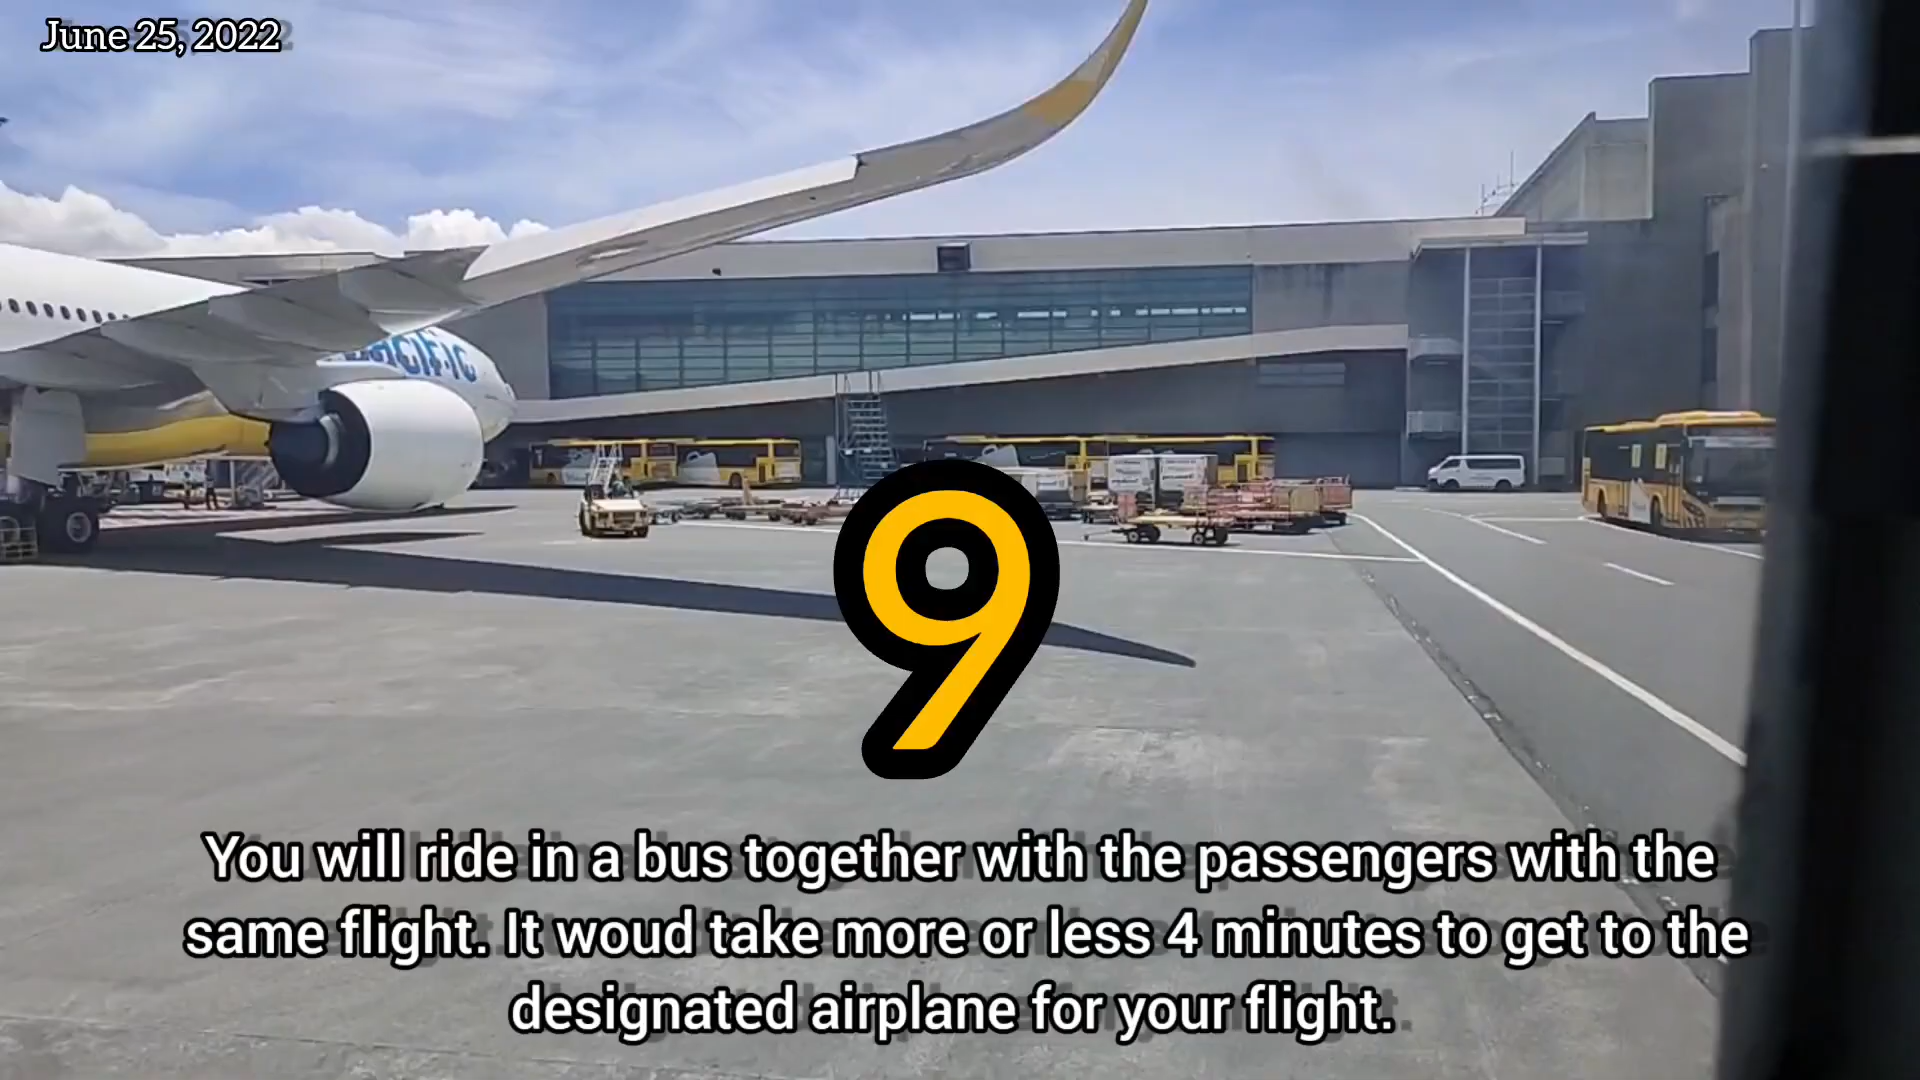 June 25, 2022
PACIFIC
9
You will ride in a bus together with the passengers with the
same flight. It woud take more or less 4 minutes to get to the
designated airplane for your flight.